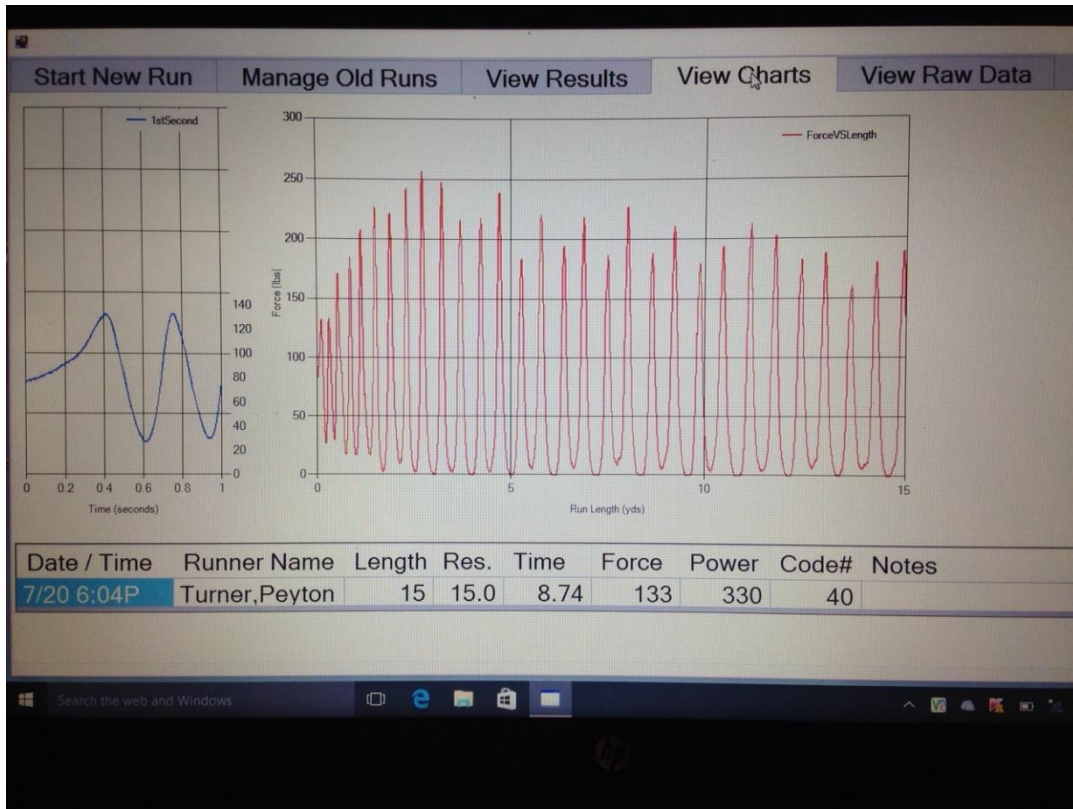 Start New Run Manage Old Runs View Results View Charts View Raw Data
1stSecond
140
120
100
80
60
40
20
0
0 0.2 0.4 0.6 0.8 1
Time (seconds)
300
250
200
150
100
50
0
Force (lbs)
ForceVSLength
0 5 10 15
Run Length (yds)
Date / Time Runner Name Length Res. Time Force Power Code# Notes
7/20 6:04P Turner,Peyton 15 15.0 8.74 133 330 40
Search the web and Windows
hp